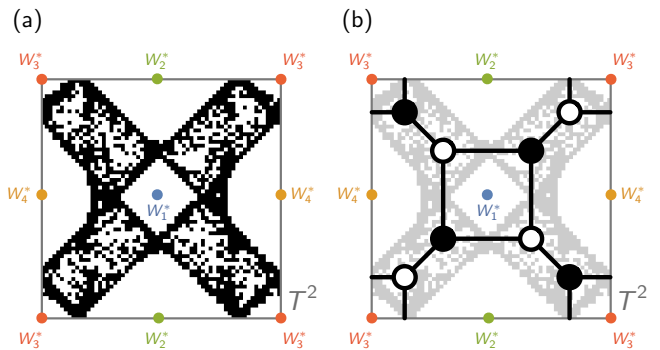 (a) (b)
W₃* W₂* W₃* W₃* W₂* W₃*
W₄* W₄* W₄* W₄*
W₁* W₁*
T² T²
W₃* W₂* W₃* W₃* W₂* W₃*